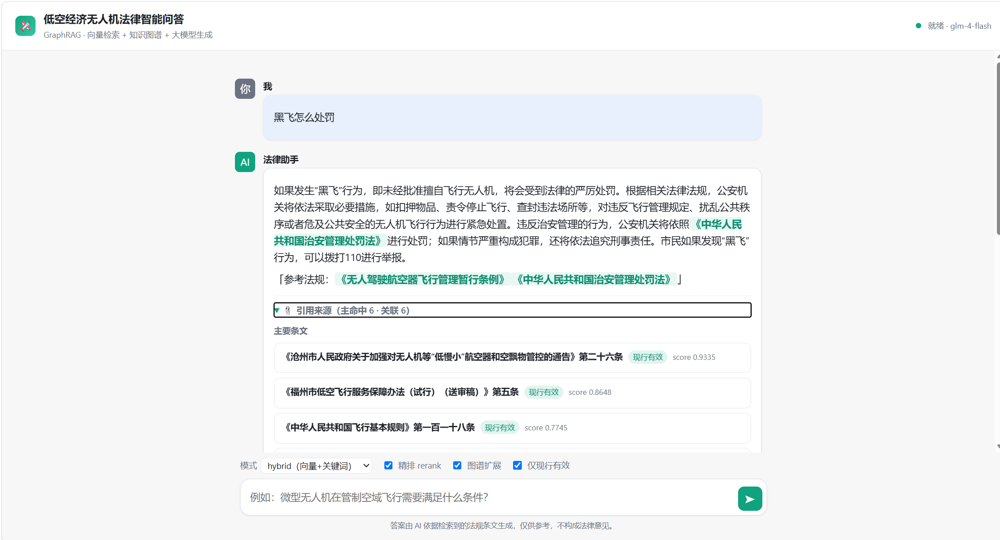 低空经济无人机法律智能问答
GraphRAG · 向量检索 + 知识图谱 + 大模型生成
就绪 · glm-4-flash
你
我
黑飞怎么处罚
AI
法律助手
如果发生“黑飞”行为，即未经批准擅自飞行无人机，将会受到法律的严厉处罚。根据相关法律法规，公安机
关将依法采取必要措施，如扣押物品、责令停止飞行、查封违法场所等，对违反飞行管理规定、扰乱公共秩
序或者危及公共安全的无人机飞行行为进行紧急处置。违反治安管理的行为，公安机关将依照《中华人民
共和国治安管理处罚法》进行处罚；如果情节严重构成犯罪，还将依法追究刑事责任。市民如果发现“黑飞”
行为，可以拨打110进行举报。
「参考法规：《无人驾驶航空器飞行管理暂行条例》《中华人民共和国治安管理处罚法》」
引用来源（主命中 6 · 关联 6）
主要条文
《沧州市人民政府关于加强对无人机等“低慢小”航空器和空飘物管控的通告》第二十六条 现行有效 score 0.9335
《福州市低空飞行服务保障办法（试行）（送审稿）》第五条 现行有效 score 0.8648
《中华人民共和国飞行基本规则》第一百一十八条 现行有效 score 0.7745
模式 hybrid（向量+关键词） 精排 rerank 图谱扩展 仅现行有效
例如：微型无人机在管制空域飞行需要满足什么条件？
答案由 AI 依据检索到的法规条文生成，仅供参考，不构成法律意见。